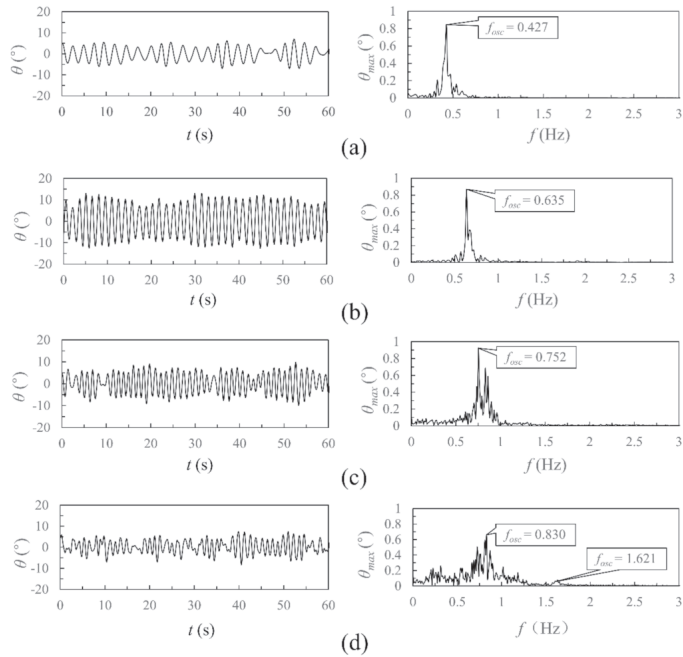 20
10
0
-10
-20
0 10 20 30 40 50 60
θ (°)
t (s)
1
0.8
0.6
0.4
0.2
0
0 0.5 1 1.5 2 2.5 3
θmax (°)
f (Hz)
fosc = 0.427
(a)
20
10
0
-10
-20
0 10 20 30 40 50 60
θ (°)
t (s)
1
0.8
0.6
0.4
0.2
0
0 0.5 1 1.5 2 2.5 3
θmax (°)
f (Hz)
fosc = 0.635
(b)
20
10
0
-10
-20
0 10 20 30 40 50 60
θ (°)
t (s)
1
0.8
0.6
0.4
0.2
0
0 0.5 1 1.5 2 2.5 3
θmax (°)
f (Hz)
fosc = 0.752
(c)
20
10
0
-10
-20
0 10 20 30 40 50 60
θ (°)
t (s)
1
0.8
0.6
0.4
0.2
0
0 0.5 1 1.5 2 2.5 3
θmax (°)
f（Hz）
fosc = 0.830
fosc = 1.621
(d)